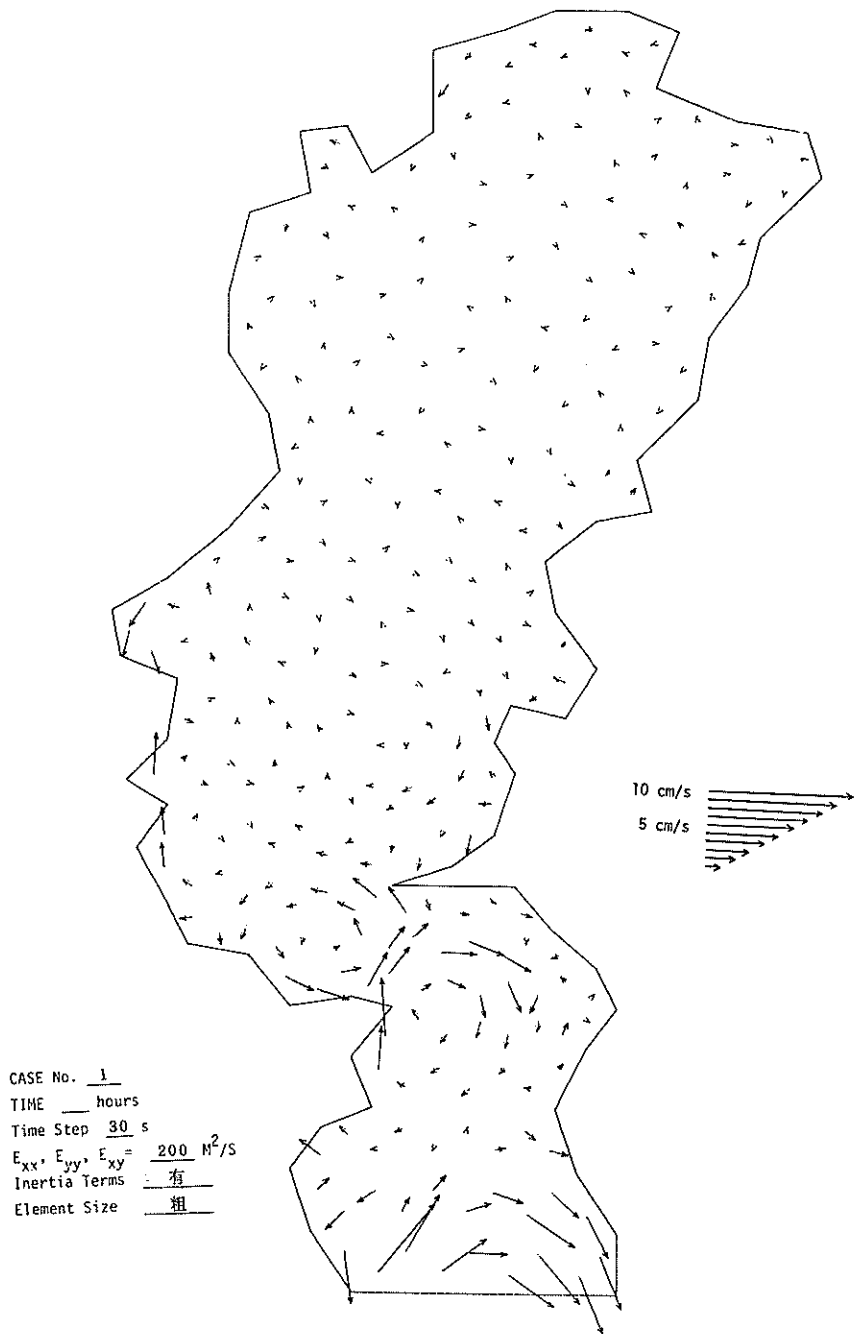 10 cm/s
5 cm/s
CASE No. 1
TIME ___ hours
Time Step 30 s
Exx, Eyy, Exy= 200 M²/S
Inertia Terms 有
Element Size 粗